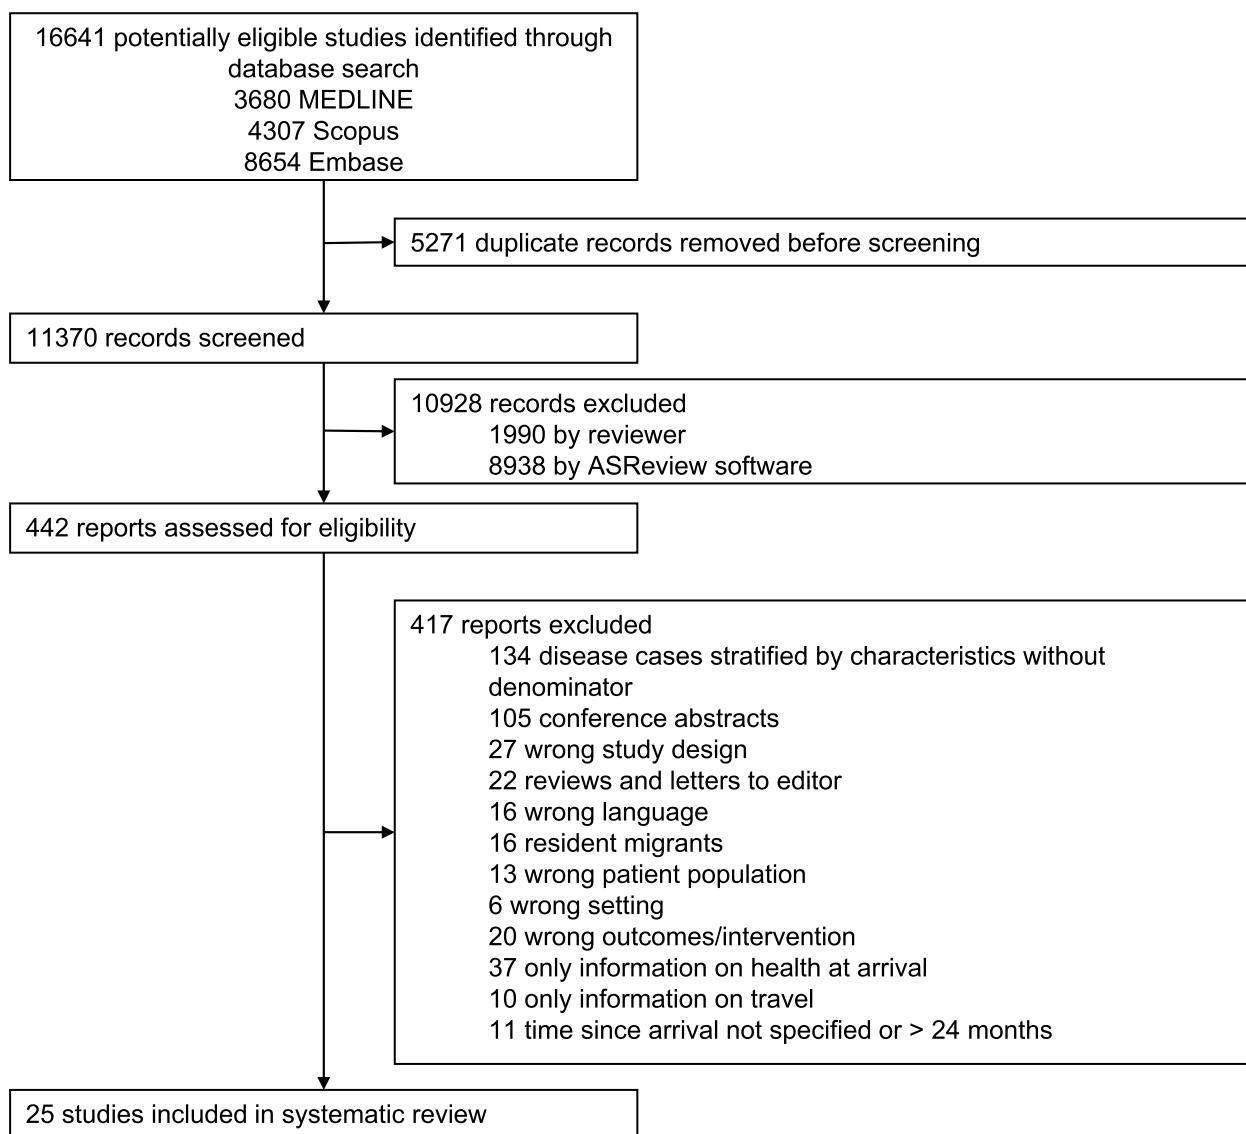 16641 potentially eligible studies identified through
database search
3680 MEDLINE
4307 Scopus
8654 Embase
5271 duplicate records removed before screening
11370 records screened
10928 records excluded
1990 by reviewer
8938 by ASReview software
442 reports assessed for eligibility
417 reports excluded
134 disease cases stratified by characteristics without
denominator
105 conference abstracts
27 wrong study design
22 reviews and letters to editor
16 wrong language
16 resident migrants
13 wrong patient population
6 wrong setting
20 wrong outcomes/intervention
37 only information on health at arrival
10 only information on travel
11 time since arrival not specified or > 24 months
25 studies included in systematic review